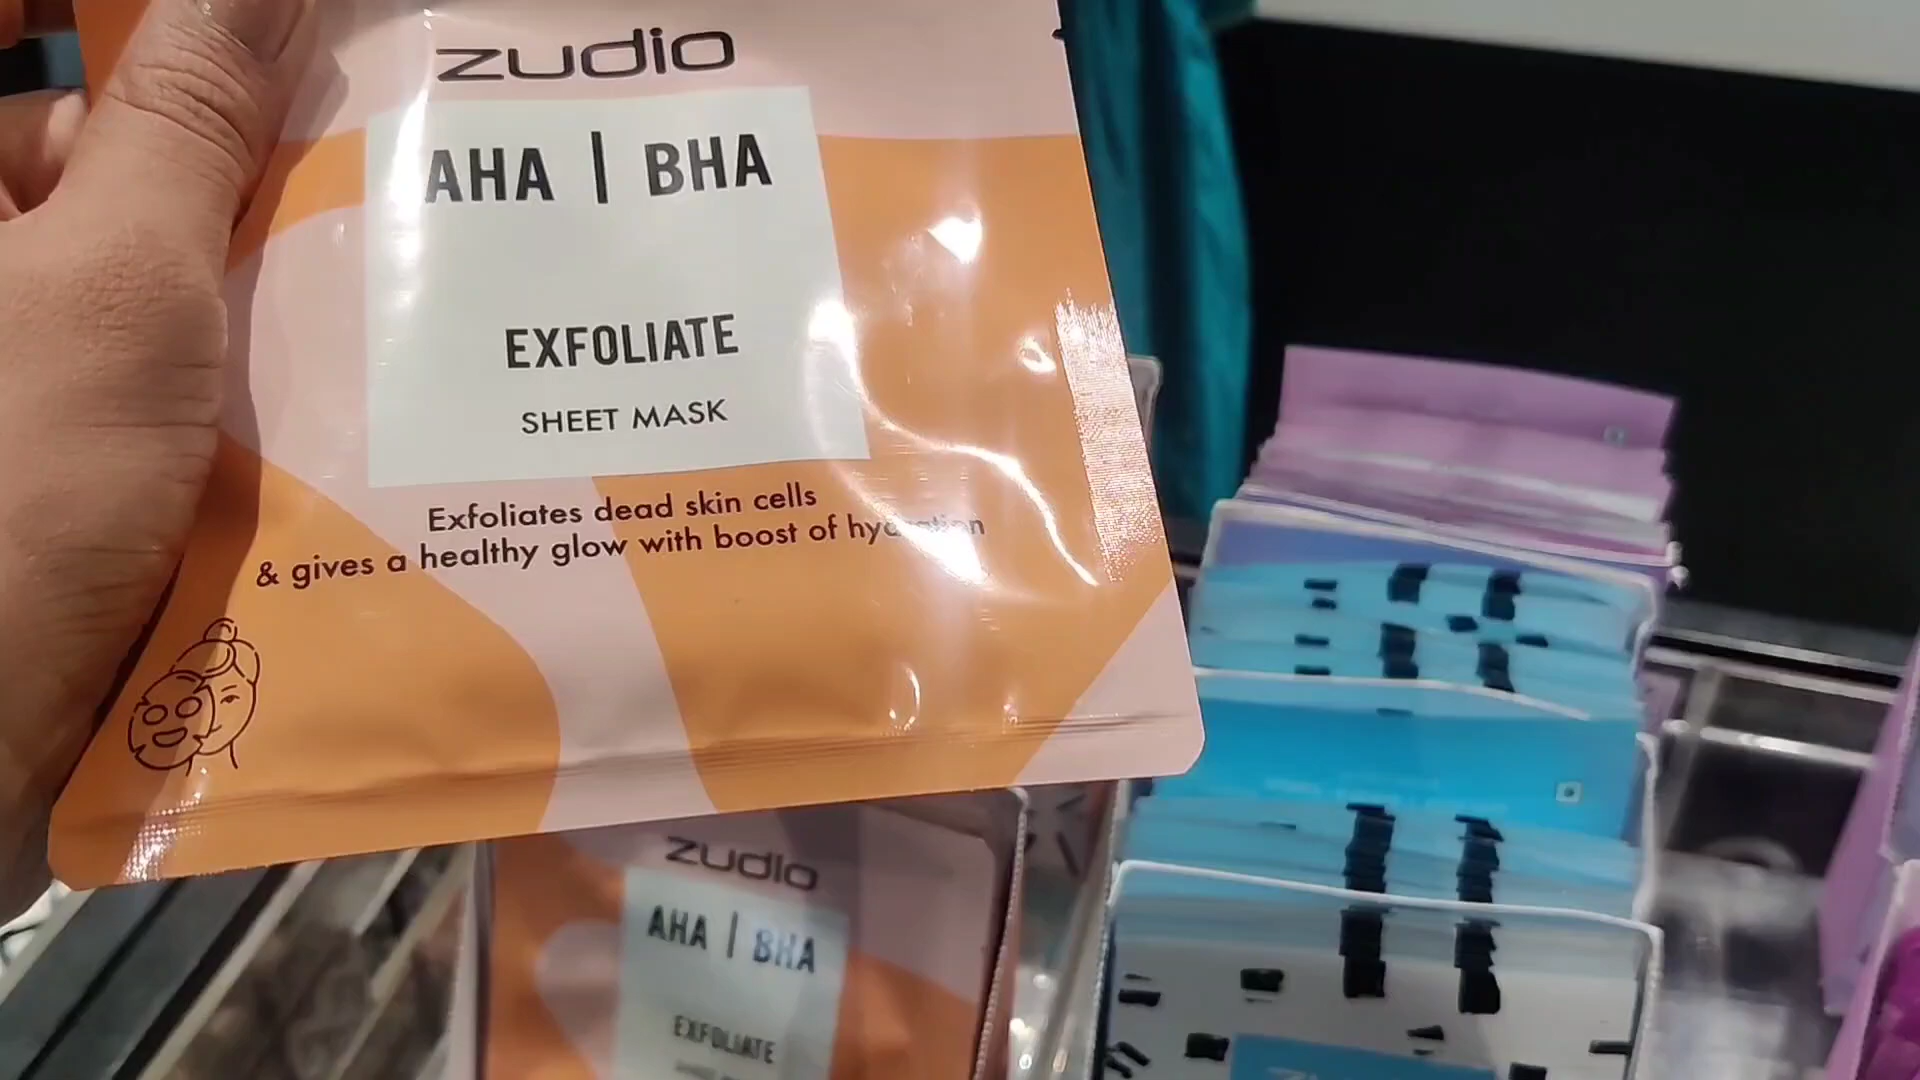 zudio
AHA | BHA
EXFOLIATE
SHEET MASK
Exfoliates dead skin cells
& gives a healthy glow with boost of hydration
zudio
AHA | BHA
EXFOLIATE